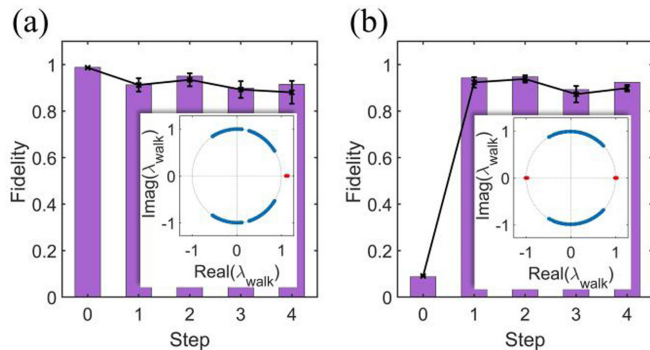 (a)
(b)
1
0.8
0.6
0.4
0.2
0
Fidelity
0 1 2 3 4
Step
1
0
-1
Imag(λwalk)
-1 0 1
Real(λwalk)
1
0.8
0.6
0.4
0.2
0
Fidelity
0 1 2 3 4
Step
1
0
-1
Imag(λwalk)
-1 0 1
Real(λwalk)